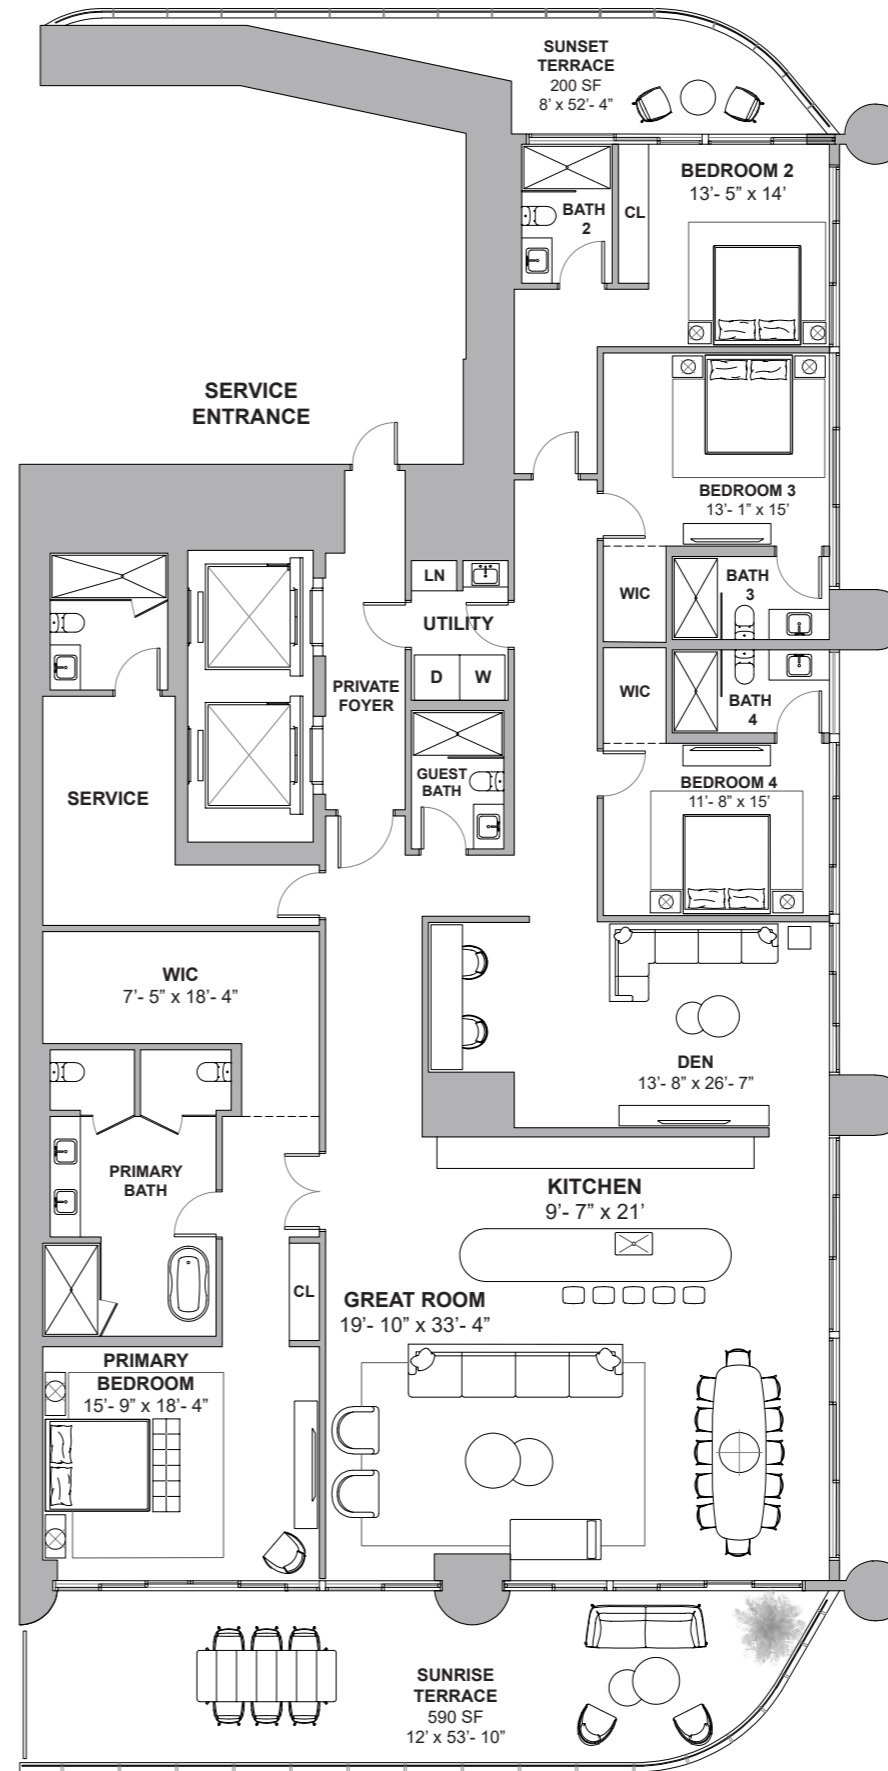 SUNSET
TERRACE
200 SF
8’ x 52’- 4”
BEDROOM 2
13’- 5” x 14’
BATH
2
CL
SERVICE
ENTRANCE
BEDROOM 3
13’- 1” x 15’
LN
WIC
BATH
3
UTILITY
D
W
PRIVATE
FOYER
WIC
BATH
4
GUEST
BATH
SERVICE
BEDROOM 4
11’- 8” x 15’
WIC
7’- 5” x 18’- 4”
DEN
13’- 8” x 26’- 7”
PRIMARY
BATH
KITCHEN
9’- 7” x 21’
CL
GREAT ROOM
19’- 10” x 33’- 4”
PRIMARY
BEDROOM
15’- 9” x 18’- 4”
SUNRISE
TERRACE
590 SF
12’ x 53’- 10”